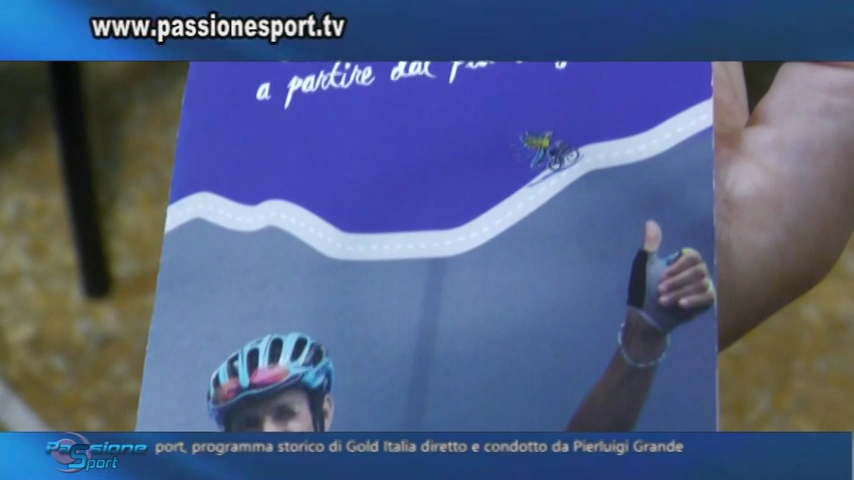 www.passionesport.tv
a partire dal
Passione
Sport
port, programma storico di Gold Italia diretto e condotto da Pierluigi Grande